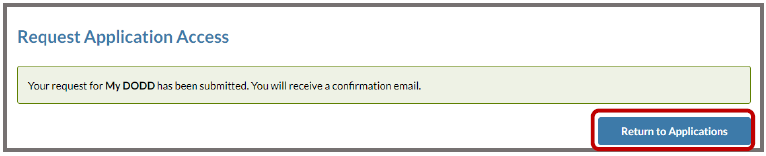 Request Application Access
Your request for My DODD has been submitted. You will receive a confirmation email.
Return to Applications